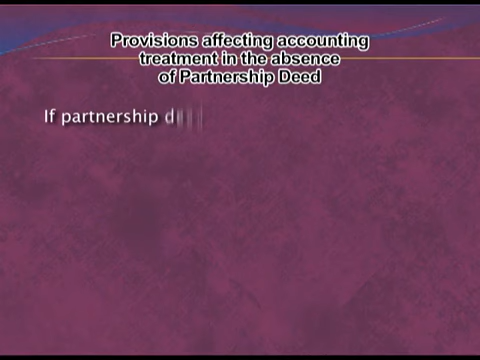 Provisions affecting accounting
treatment in the absence
of Partnership Deed
If partnership d